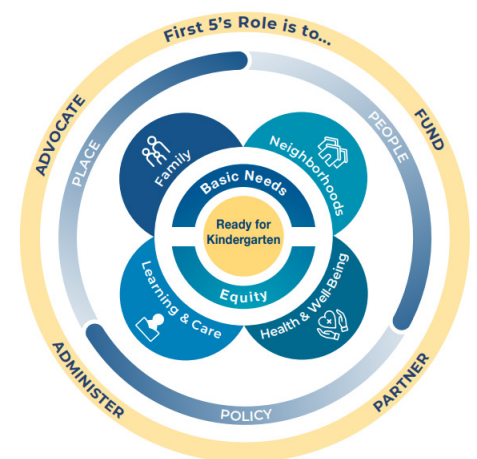 First 5's Role is to...
ADVOCATE
FUND
PLACE
PEOPLE
Family
Neighborhoods
Basic Needs
Ready for
Kindergarten
Equity
Learning & Care
Health & Well-Being
ADMINISTER
POLICY
PARTNER